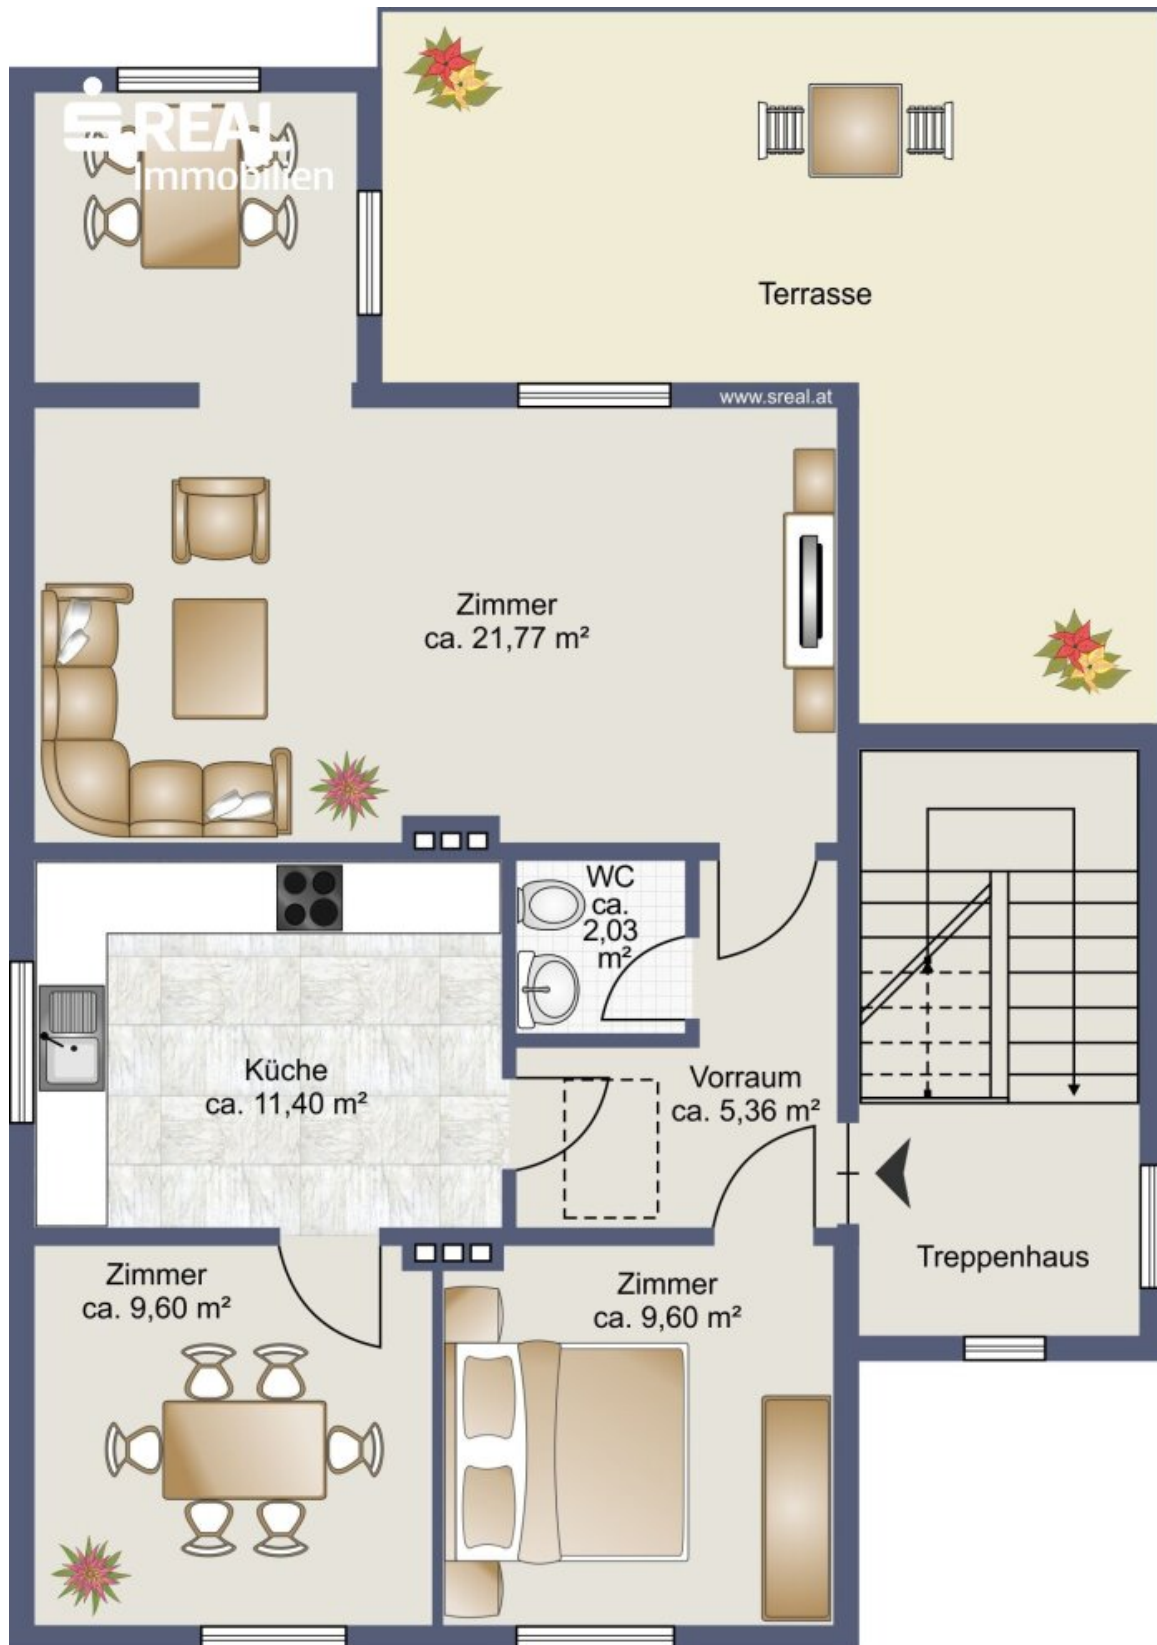 S REAL
Immobilien
Terrasse
www.sreal.at
Zimmer
ca. 21,77 m²
WC
ca.
2,03
m²
Küche
ca. 11,40 m²
Vorraum
ca. 5,36 m²
Treppenhaus
Zimmer
ca. 9,60 m²
Zimmer
ca. 9,60 m²